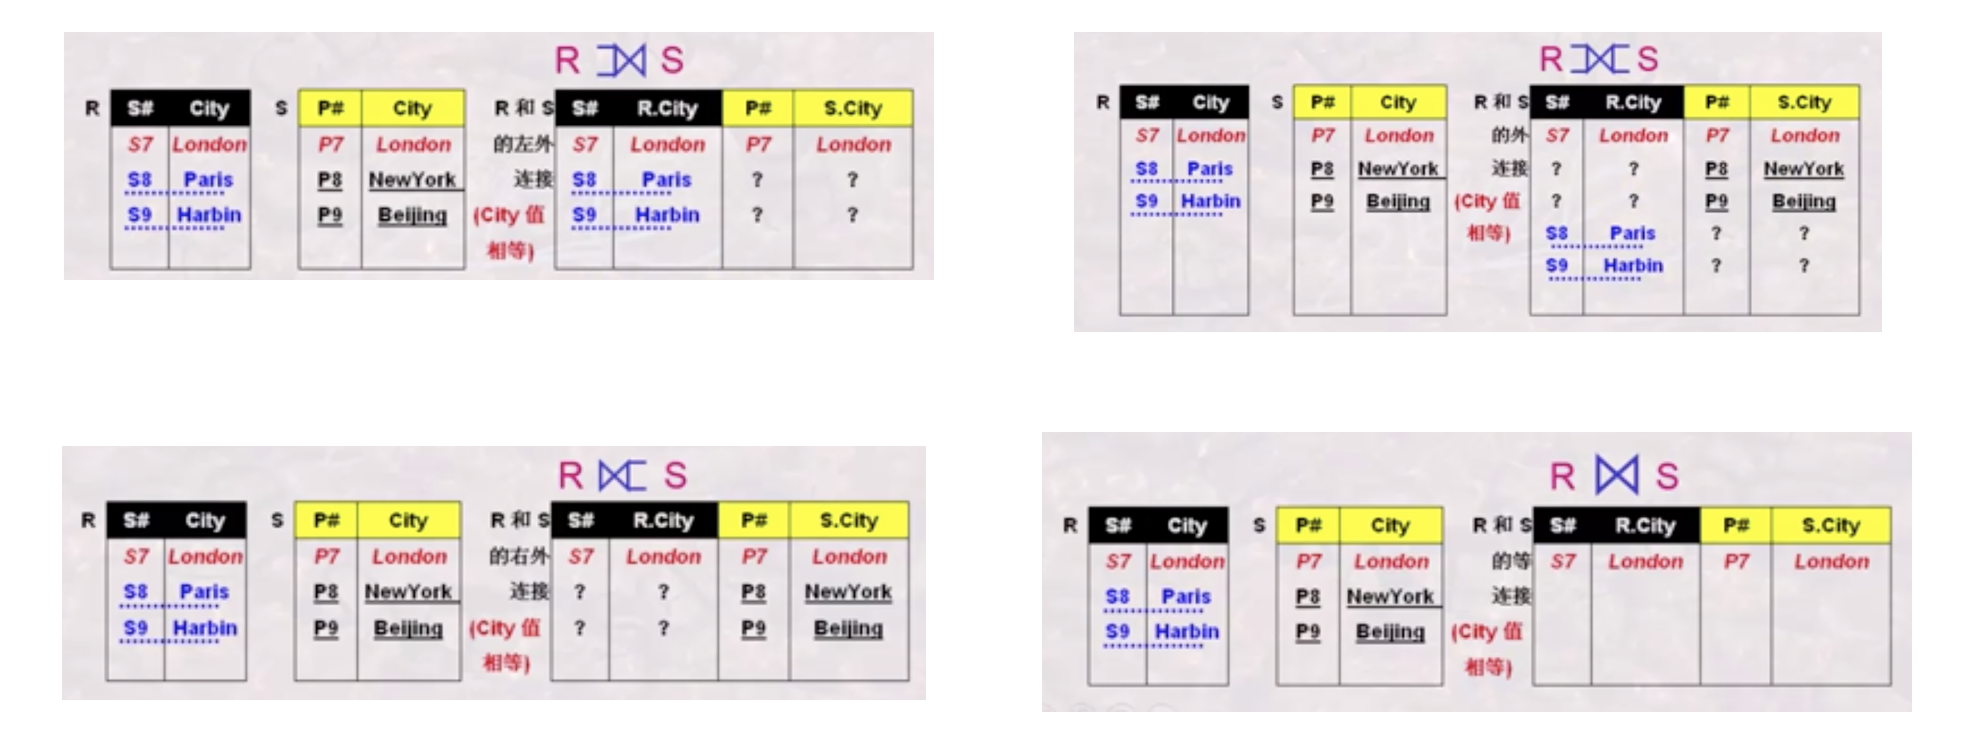 R ⟕ S
R S# City S P# City R 和 S S# R.City P# S.City
S7 London P7 London 的左外 S7 London P7 London
S8 Paris P8 NewYork 连接 S8 Paris ? ?
S9 Harbin P9 Beijing (City 值 S9 Harbin ? ?
相等)
R ⟗ S
R S# City S P# City R 和 S S# R.City P# S.City
S7 London P7 London 的外 S7 London P7 London
S8 Paris P8 NewYork 连接 ? ? P8 NewYork
S9 Harbin P9 Beijing (City 值 ? ? P9 Beijing
相等) S8 Paris ? ?
S9 Harbin ? ?
R ⟖ S
R S# City S P# City R 和 S S# R.City P# S.City
S7 London P7 London 的右外 S7 London P7 London
S8 Paris P8 NewYork 连接 ? ? P8 NewYork
S9 Harbin P9 Beijing (City 值 ? ? P9 Beijing
相等)
R ⋈ S
R S# City S P# City R 和 S S# R.City P# S.City
S7 London P7 London 的等 S7 London P7 London
S8 Paris P8 NewYork 连接
S9 Harbin P9 Beijing (City 值
相等)